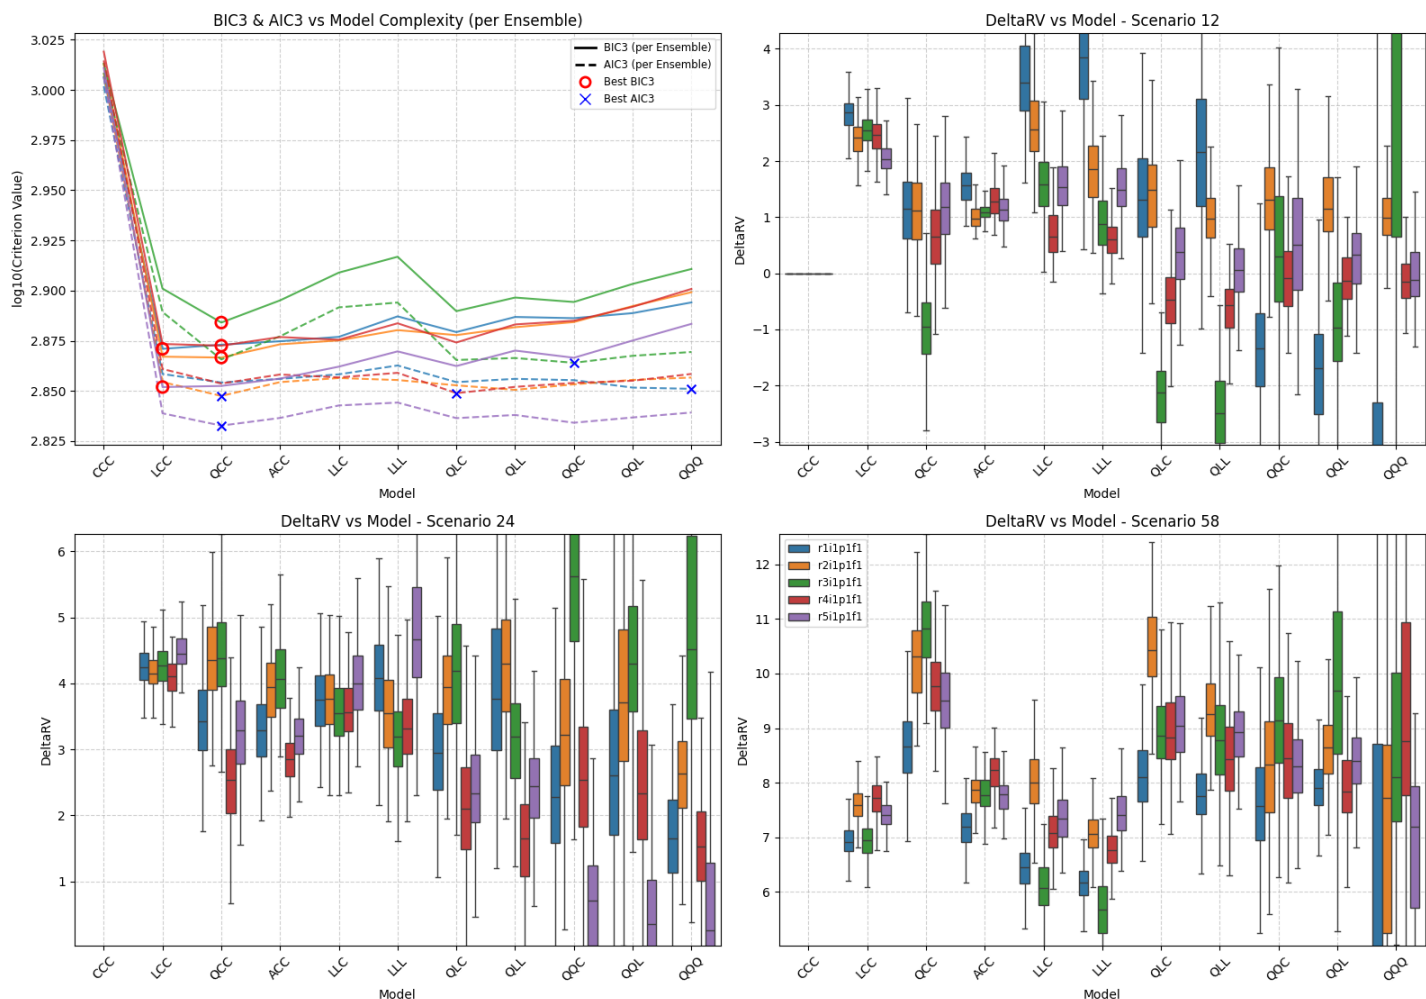 BIC3 & AIC3 vs Model Complexity (per Ensemble)
3.025
3.000
2.975
2.950
2.925
2.900
2.875
2.850
2.825
log10(Criterion Value)
BIC3 (per Ensemble)
AIC3 (per Ensemble)
Best BIC3
Best AIC3
CCC
LCC
QCC
ACC
LLC
LLL
QLC
QLL
QQC
QQL
QQQ
Model
DeltaRV vs Model - Scenario 12
4
3
2
1
0
−1
−2
−3
DeltaRV
CCC
LCC
QCC
ACC
LLC
LLL
QLC
QLL
QQC
QQL
QQQ
Model
DeltaRV vs Model - Scenario 24
6
5
4
3
2
1
DeltaRV
CCC
LCC
QCC
ACC
LLC
LLL
QLC
QLL
QQC
QQL
QQQ
Model
DeltaRV vs Model - Scenario 58
12
11
10
9
8
7
6
DeltaRV
r1i1p1f1
r2i1p1f1
r3i1p1f1
r4i1p1f1
r5i1p1f1
CCC
LCC
QCC
ACC
LLC
LLL
QLC
QLL
QQC
QQL
QQQ
Model